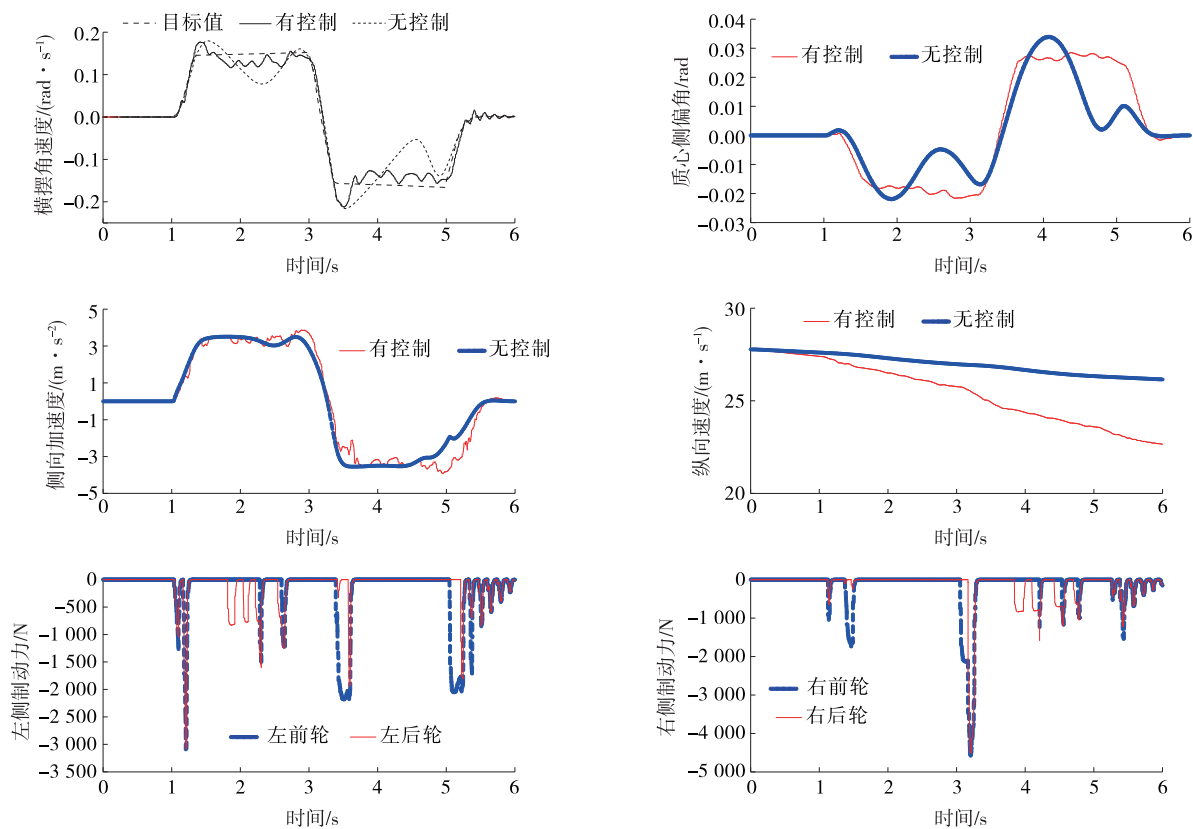 目标值 有控制 无控制
0.2
0.1
0.0
-0.1
-0.2
横摆角速度/(rad·s⁻¹)
0 1 2 3 4 5 6
时间/s
有控制 无控制
0.04
0.03
0.02
0.01
0.00
-0.01
-0.02
-0.03
质心侧偏角/rad
0 1 2 3 4 5 6
时间/s
有控制 无控制
5
3
1
-1
-3
-5
侧向加速度/(m·s⁻²)
0 1 2 3 4 5 6
时间/s
有控制 无控制
30
25
20
纵向速度/(m·s⁻¹)
0 1 2 3 4 5 6
时间/s
0
-500
-1 000
-1 500
-2 000
-2 500
-3 000
-3 500
左侧制动力/N
左前轮 左后轮
0 1 2 3 4 5 6
时间/s
0
-1 000
-2 000
-3 000
-4 000
-5 000
右侧制动力/N
右前轮
右后轮
0 1 2 3 4 5 6
时间/s